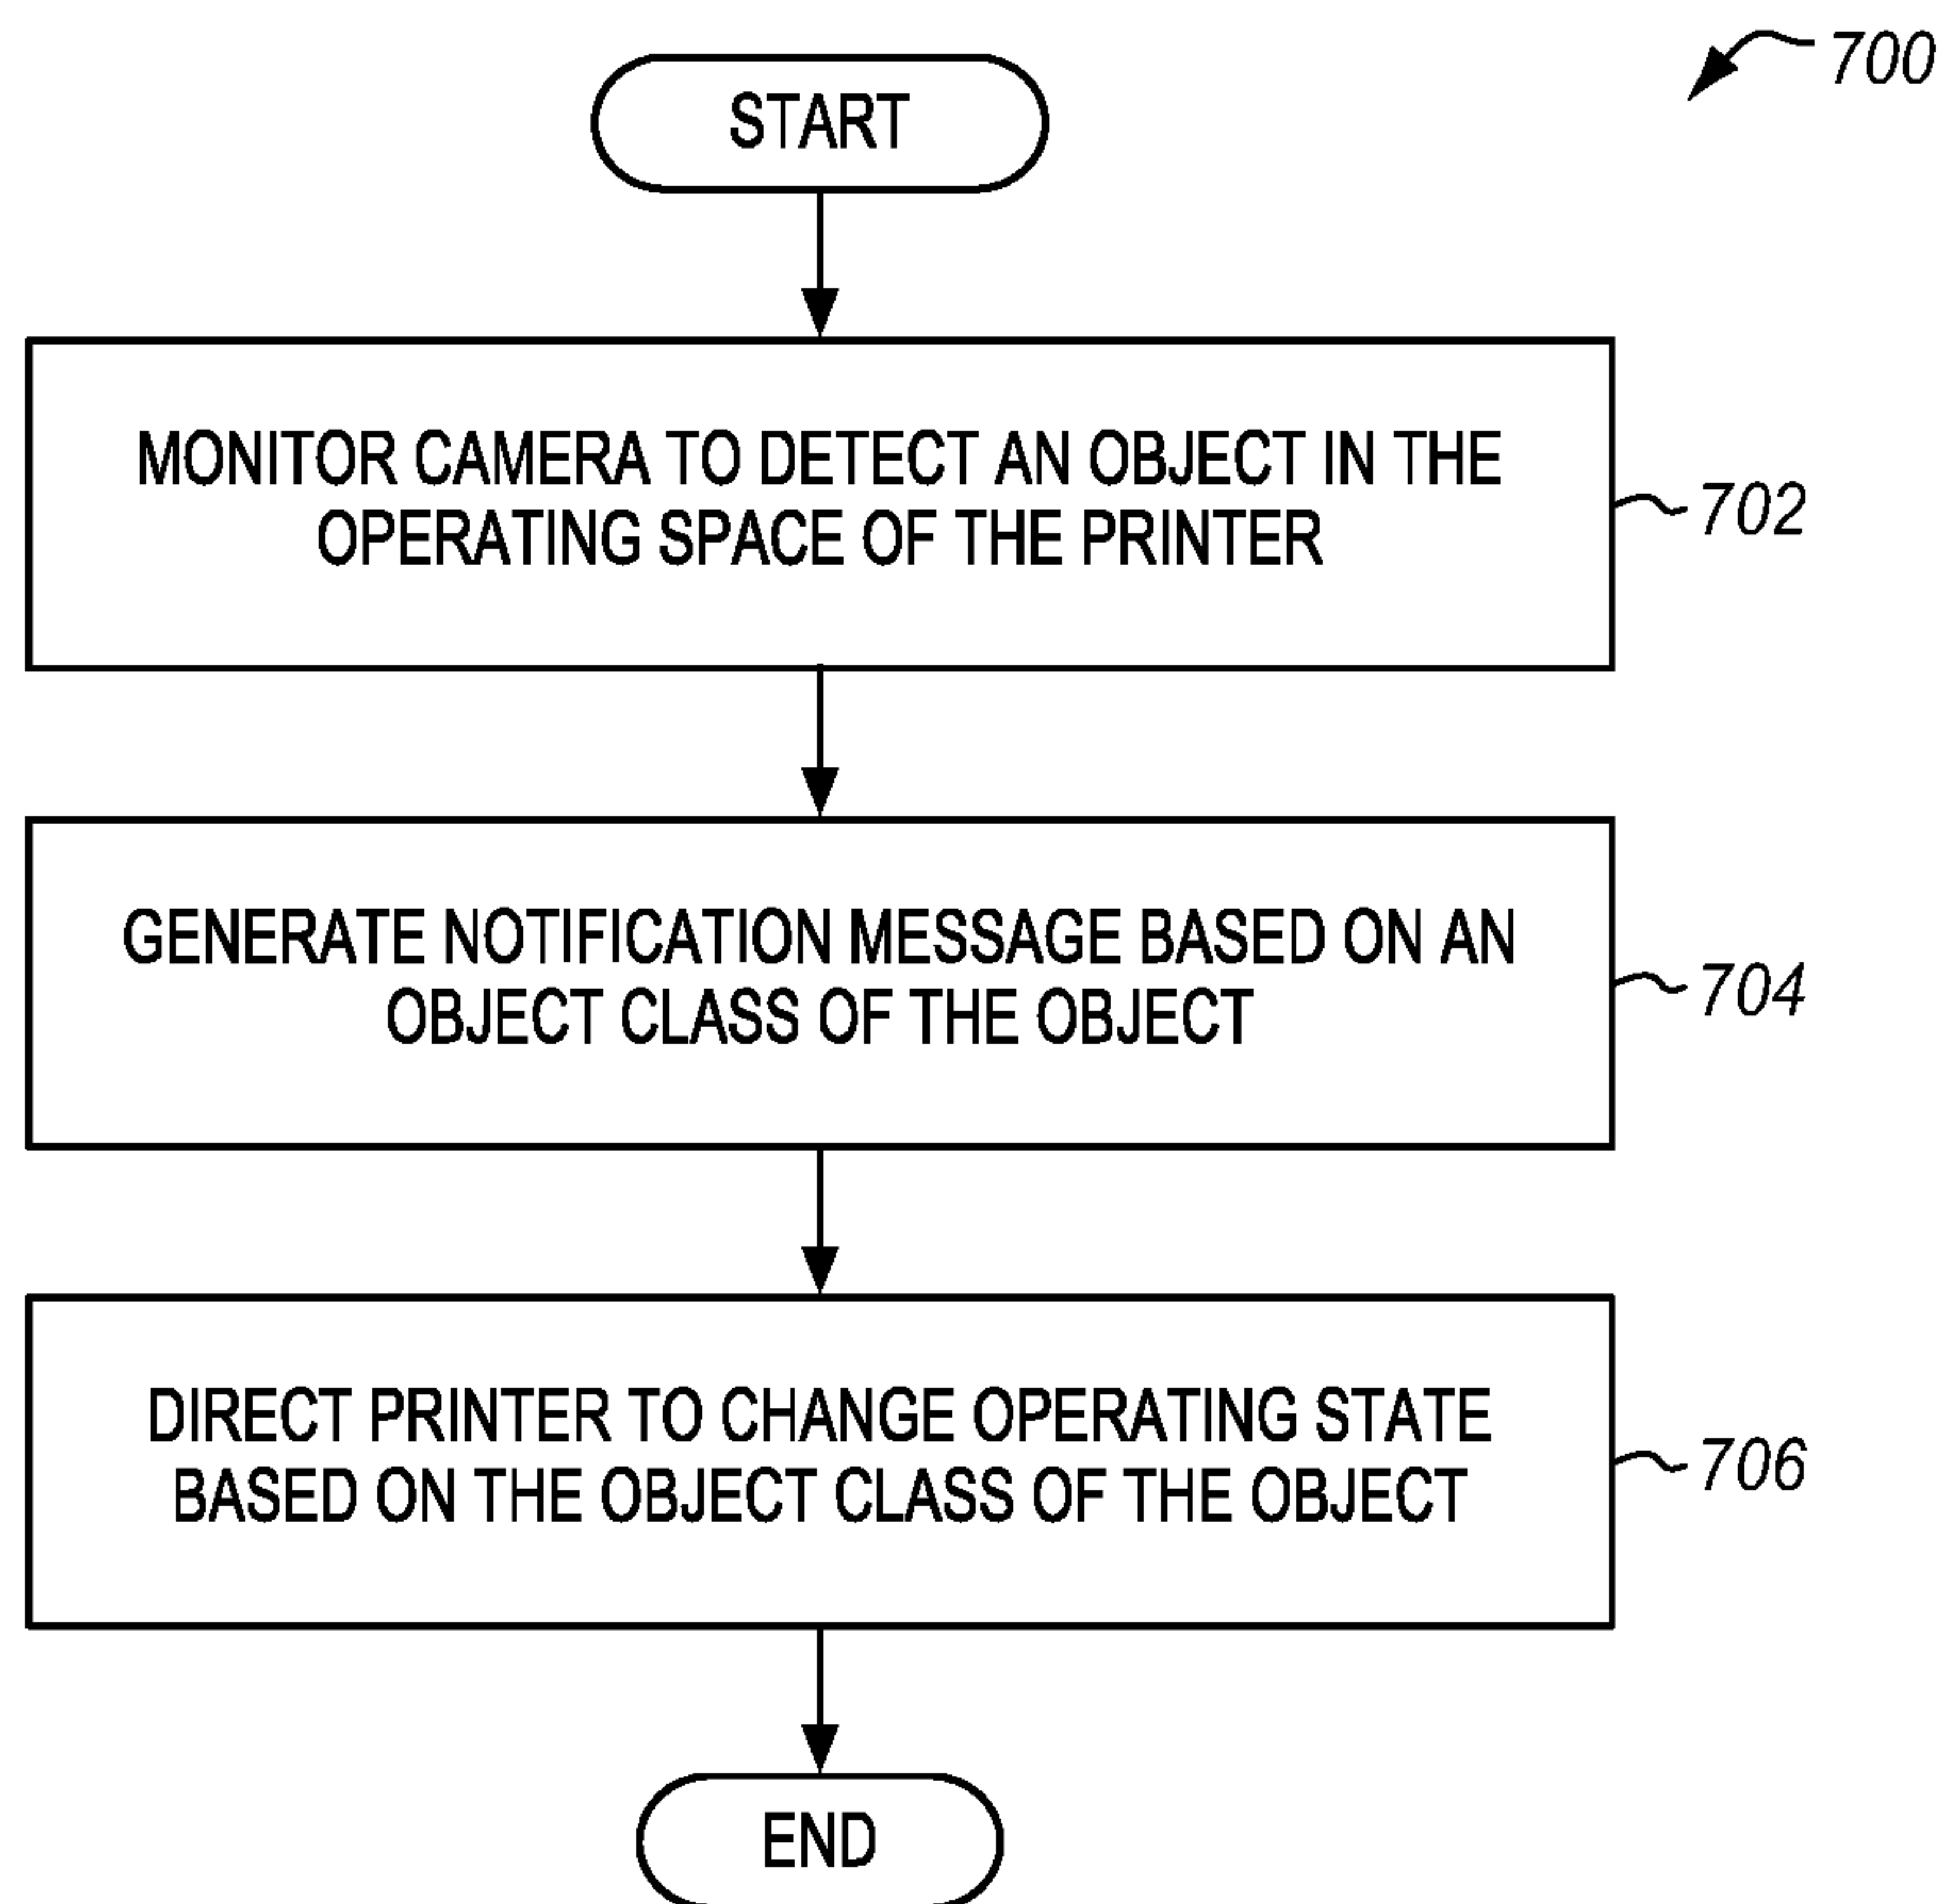 700
START
MONITOR CAMERA TO DETECT AN OBJECT IN THE
OPERATING SPACE OF THE PRINTER
702
GENERATE NOTIFICATION MESSAGE BASED ON AN
OBJECT CLASS OF THE OBJECT
704
DIRECT PRINTER TO CHANGE OPERATING STATE
BASED ON THE OBJECT CLASS OF THE OBJECT
706
END